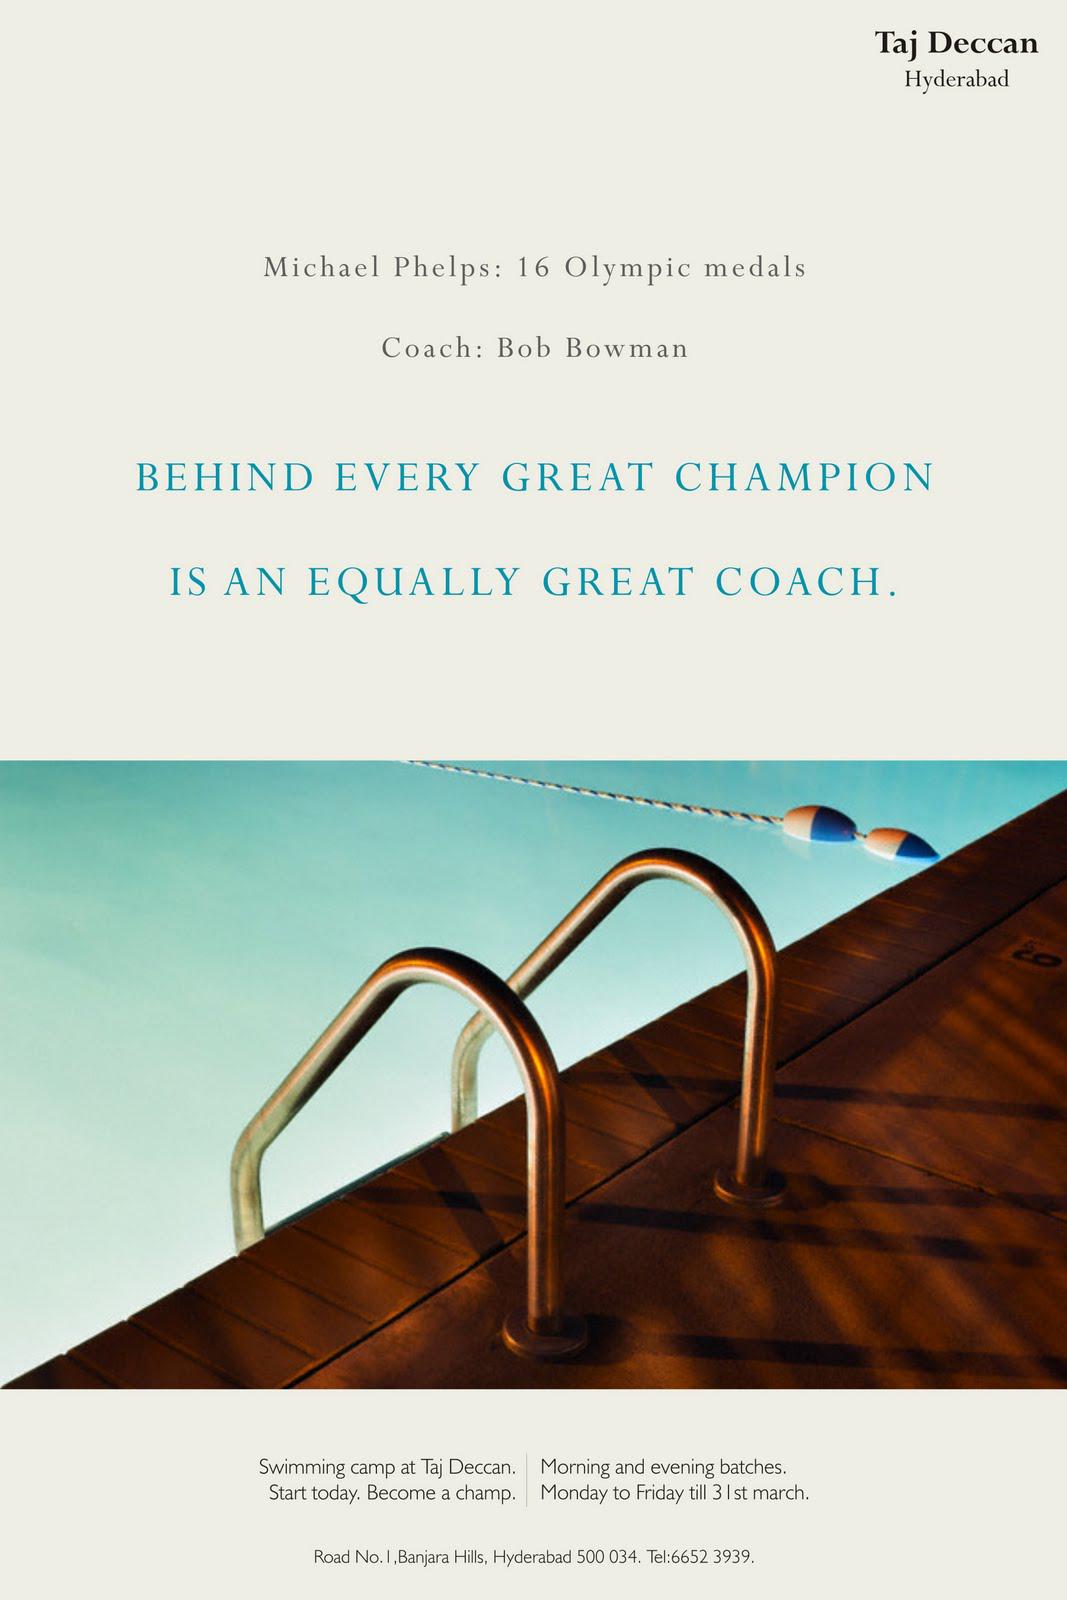 Taj Deccan
Hyderabad
Michael Phelps: 16 Olympic medals
Coach: Bob Bowman
BEHIND EVERY GREAT CHAMPION
IS AN EQUALLY GREAT COACH.
6
Swimming camp at Taj Deccan.
Start today. Become a champ.
Morning and evening batches.
Monday to Friday till 31st march.
Road No.1,Banjara Hills, Hyderabad 500 034. Tel:6652 3939.